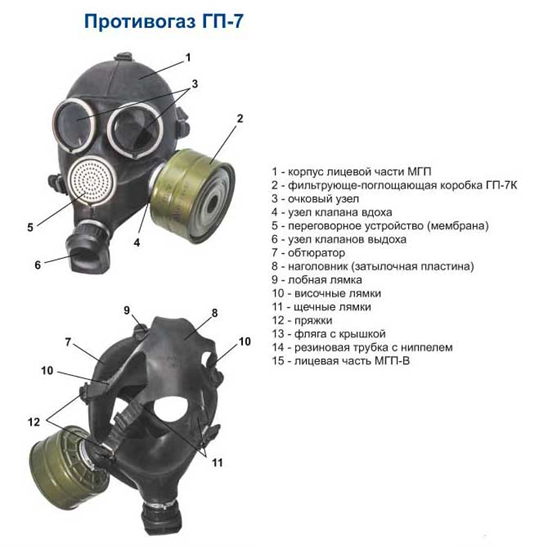 Противогаз ГП-7
1
3
2
5
4
6
1 - корпус лицевой части МГП
2 - фильтрующе-поглощающая коробка ГП-7К
3 - очковый узел
4 - узел клапана вдоха
5 - переговорное устройство (мембрана)
6 - узел клапанов выдоха
7 - обтюратор
8 - наголовник (затылочная пластина)
9 - лобная лямка
10 - височные лямки
11 - щечные лямки
12 - пряжки
13 - фляга с крышкой
14 - резиновая трубка с ниппелем
15 - лицевая часть МГП-В
9
8
7
10
10
12
11